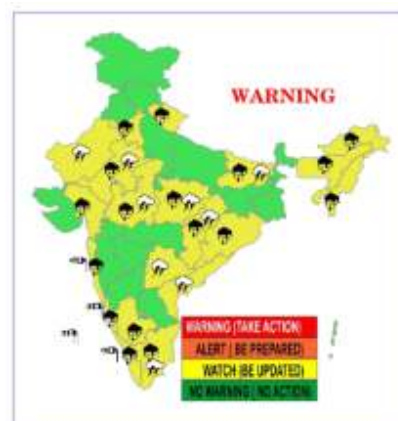 WARNING
WARNING (TAKE ACTION)
ALERT ( BE PREPARED)
WATCH (BE UPDATED)
NO WARNING ( NO ACTION)